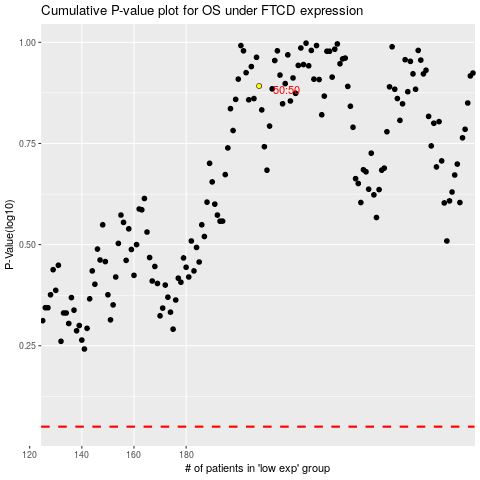 Cumulative P-value plot for OS under FTCD expression
1.00
50:50
0.75
P-Value(log10)
0.50
0.25
120 140 160 180
# of patients in 'low exp' group